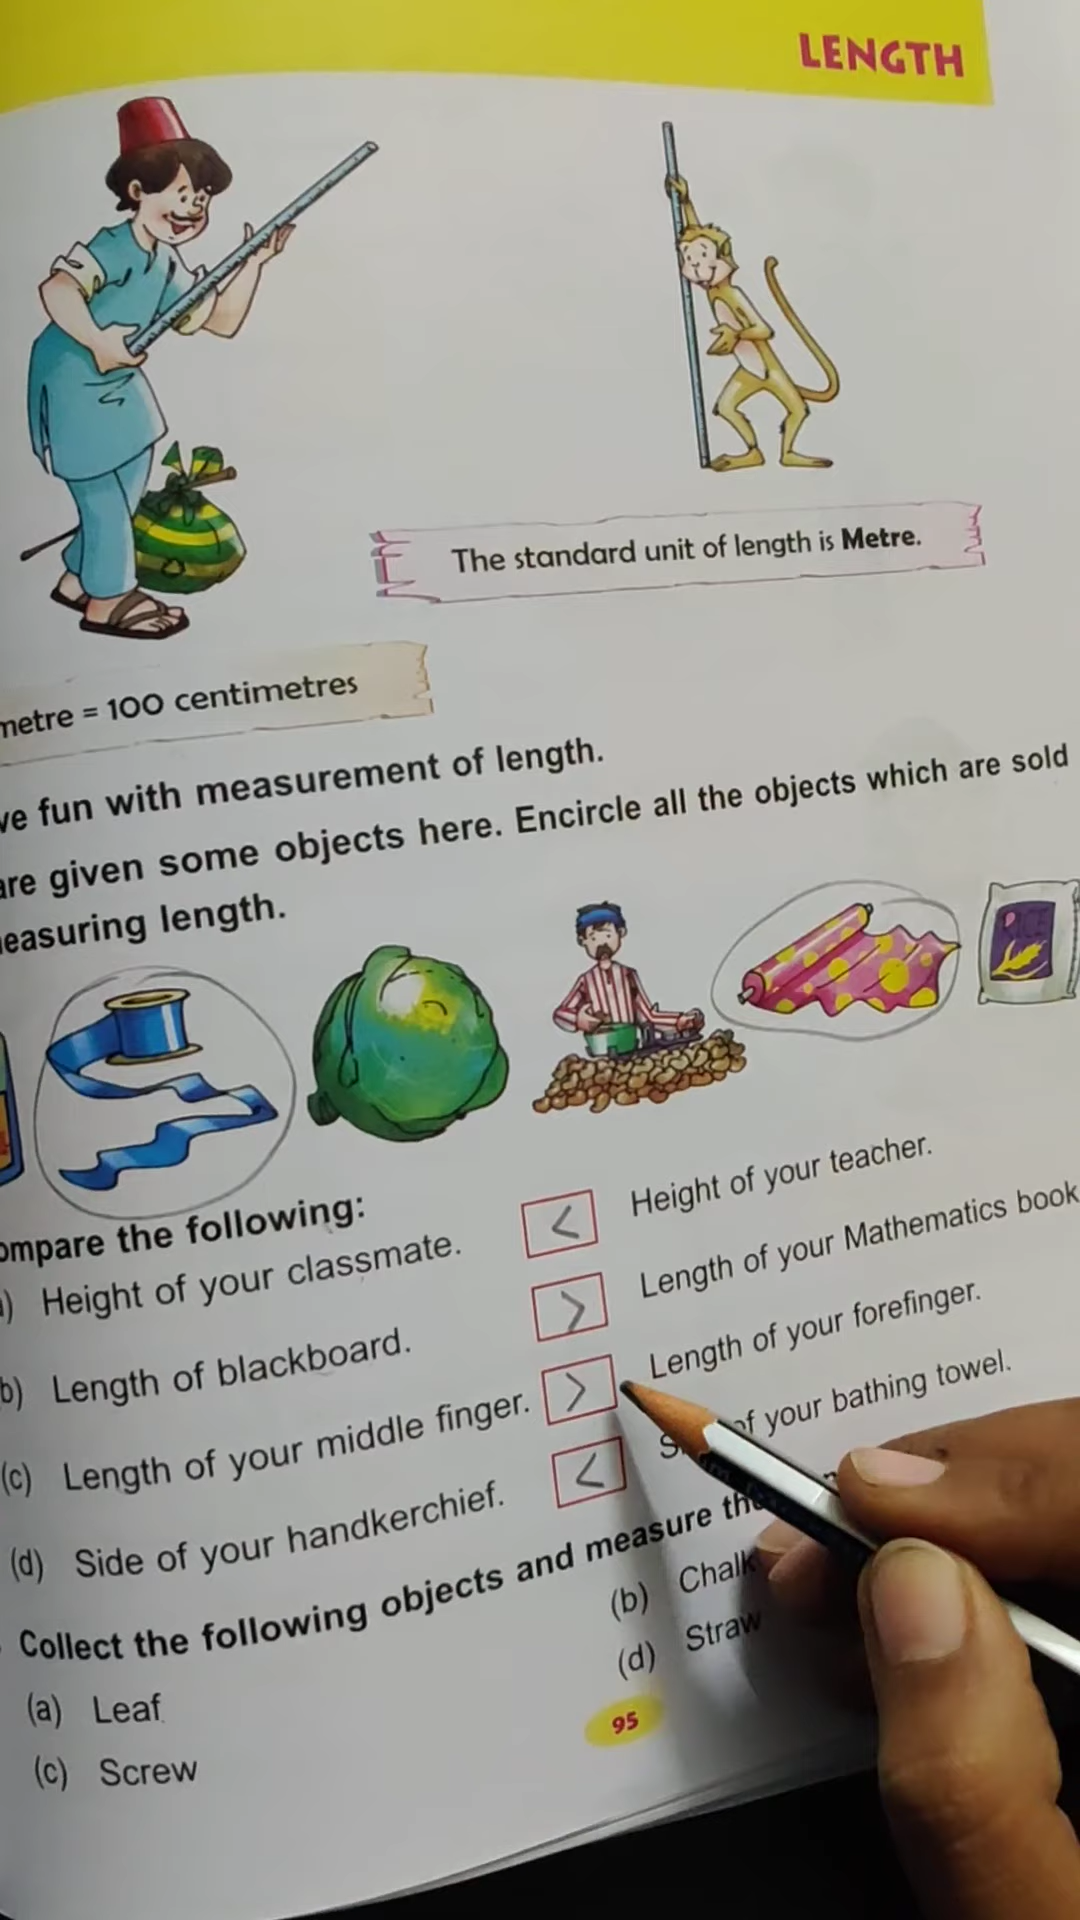 LENGTH
The standard unit of length is Metre.
metre = 100 centimetres
ve fun with measurement of length.
are given some objects here. Encircle all the objects which are sold
easuring length.
RICE
ompare the following:
) Height of your classmate. < Height of your teacher.
b) Length of blackboard. > Length of your Mathematics book
(c) Length of your middle finger. > Length of your forefinger.
(d) Side of your handkerchief. < of your bathing towel.
Collect the following objects and measure
(a) Leaf (b) Chalk
(c) Screw (d) Straw
95